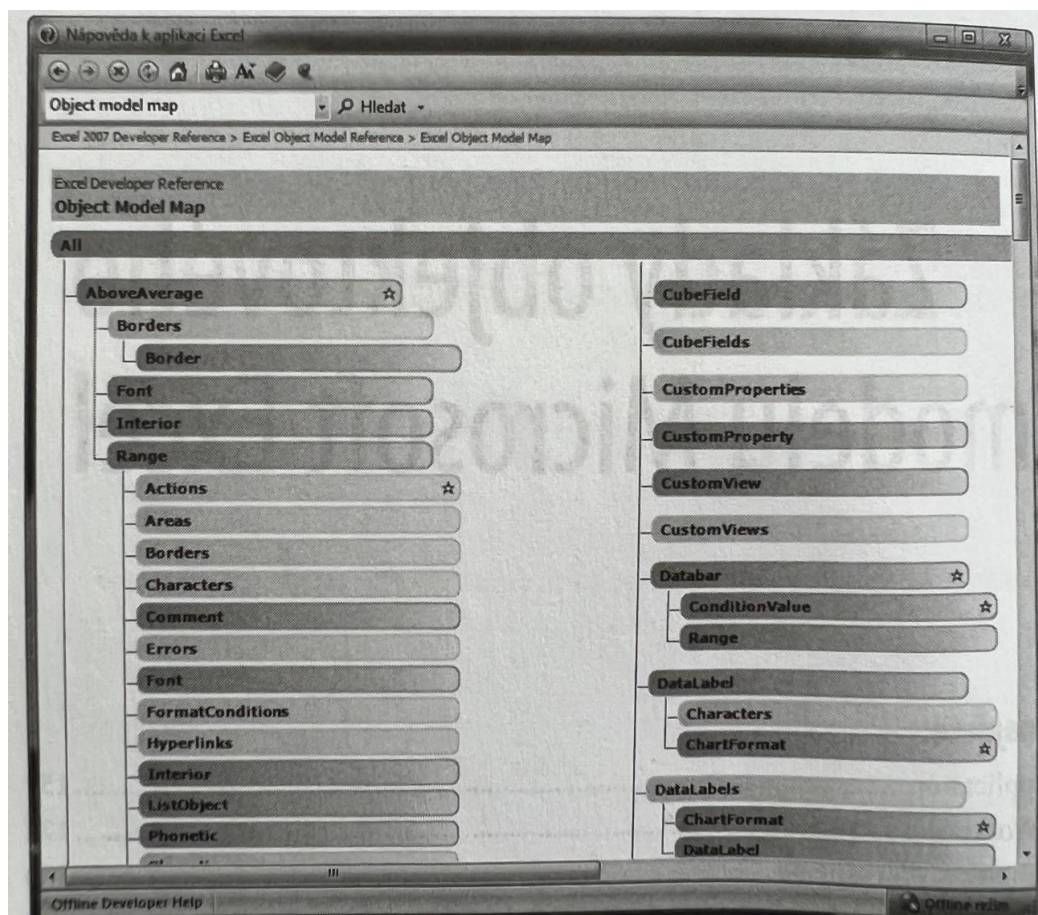 Nápověda k aplikaci Excel
Object model map
Hledat
Excel 2007 Developer Reference > Excel Object Model Reference > Excel Object Model Map
Excel Developer Reference
Object Model Map
All
AboveAverage
Borders
Border
Font
Interior
Range
Actions
Areas
Borders
Characters
Comment
Errors
Font
FormatConditions
Hyperlinks
Interior
ListObject
Phonetic
CubeField
CubeFields
CustomProperties
CustomProperty
CustomView
CustomViews
Databar
ConditionValue
Range
DataLabel
Characters
ChartFormat
DataLabels
ChartFormat
DataLabel
Offline Developer Help
Offline režim